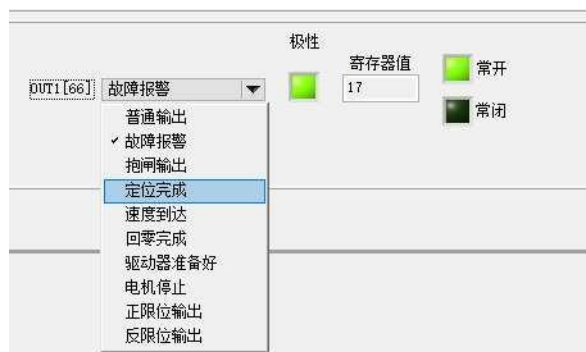 极性
寄存器值
常开
OUT1[66] 故障报警
17
常闭
普通输出
故障报警
抱闸输出
定位完成
速度到达
回零完成
驱动器准备好
电机停止
正限位输出
反限位输出